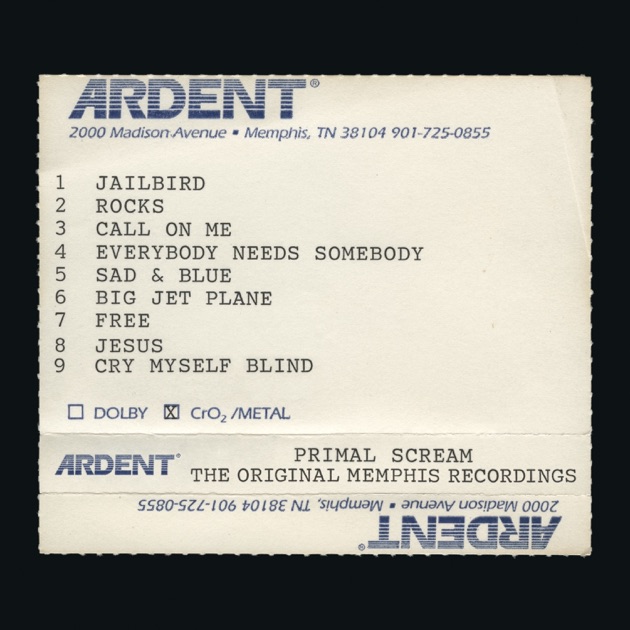 ARDENT®
2000 Madison Avenue ▪ Memphis, TN 38104 901-725-0855
1 JAILBIRD
2 ROCKS
3 CALL ON ME
4 EVERYBODY NEEDS SOMEBODY
5 SAD & BLUE
6 BIG JET PLANE
7 FREE
8 JESUS
9 CRY MYSELF BLIND
☐ DOLBY ☒ CrO₂/METAL
ARDENT®
PRIMAL SCREAM
THE ORIGINAL MEMPHIS RECORDINGS
2000 Madison Avenue ▪ Memphis, TN 38104 901-725-0855
ARDENT®